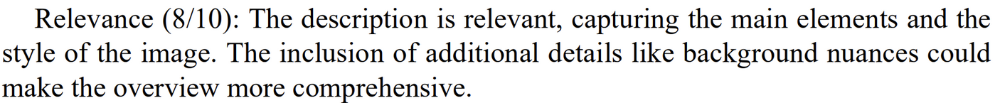 Relevance (8/10): The description is relevant, capturing the main elements and the
style of the image. The inclusion of additional details like background nuances could
make the overview more comprehensive.